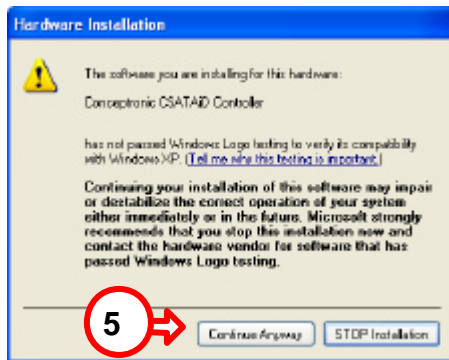 Hardware Installation
The software you are installing for this hardware:
Conceptronic CSATAiD Controller
has not passed Windows Logo testing to verify its compatibility
with Windows XP. (Tell me why this testing is important.)
Continuing your installation of this software may impair
or destabilize the correct operation of your system
either immediately or in the future. Microsoft strongly
recommends that you stop this installation now and
contact the hardware vendor for software that has
passed Windows Logo testing.
5
Continue Anyway STOP Installation